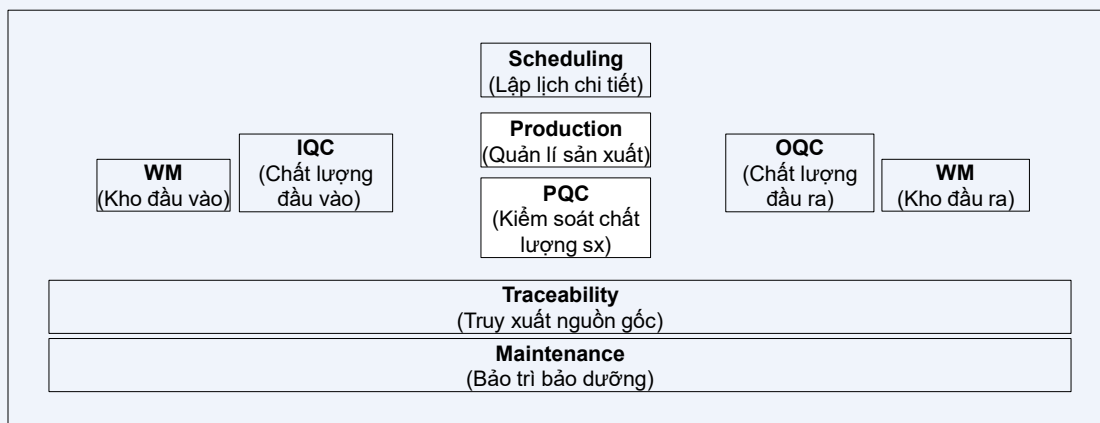 Scheduling
(Lập lịch chi tiết)
Production
(Quản lí sản xuất)
WM
(Kho đầu vào)
IQC
(Chất lượng
đầu vào)
PQC
(Kiểm soát chất
lượng sx)
OQC
(Chất lượng
đầu ra)
WM
(Kho đầu ra)
Traceability
(Truy xuất nguồn gốc)
Maintenance
(Bảo trì bảo dưỡng)